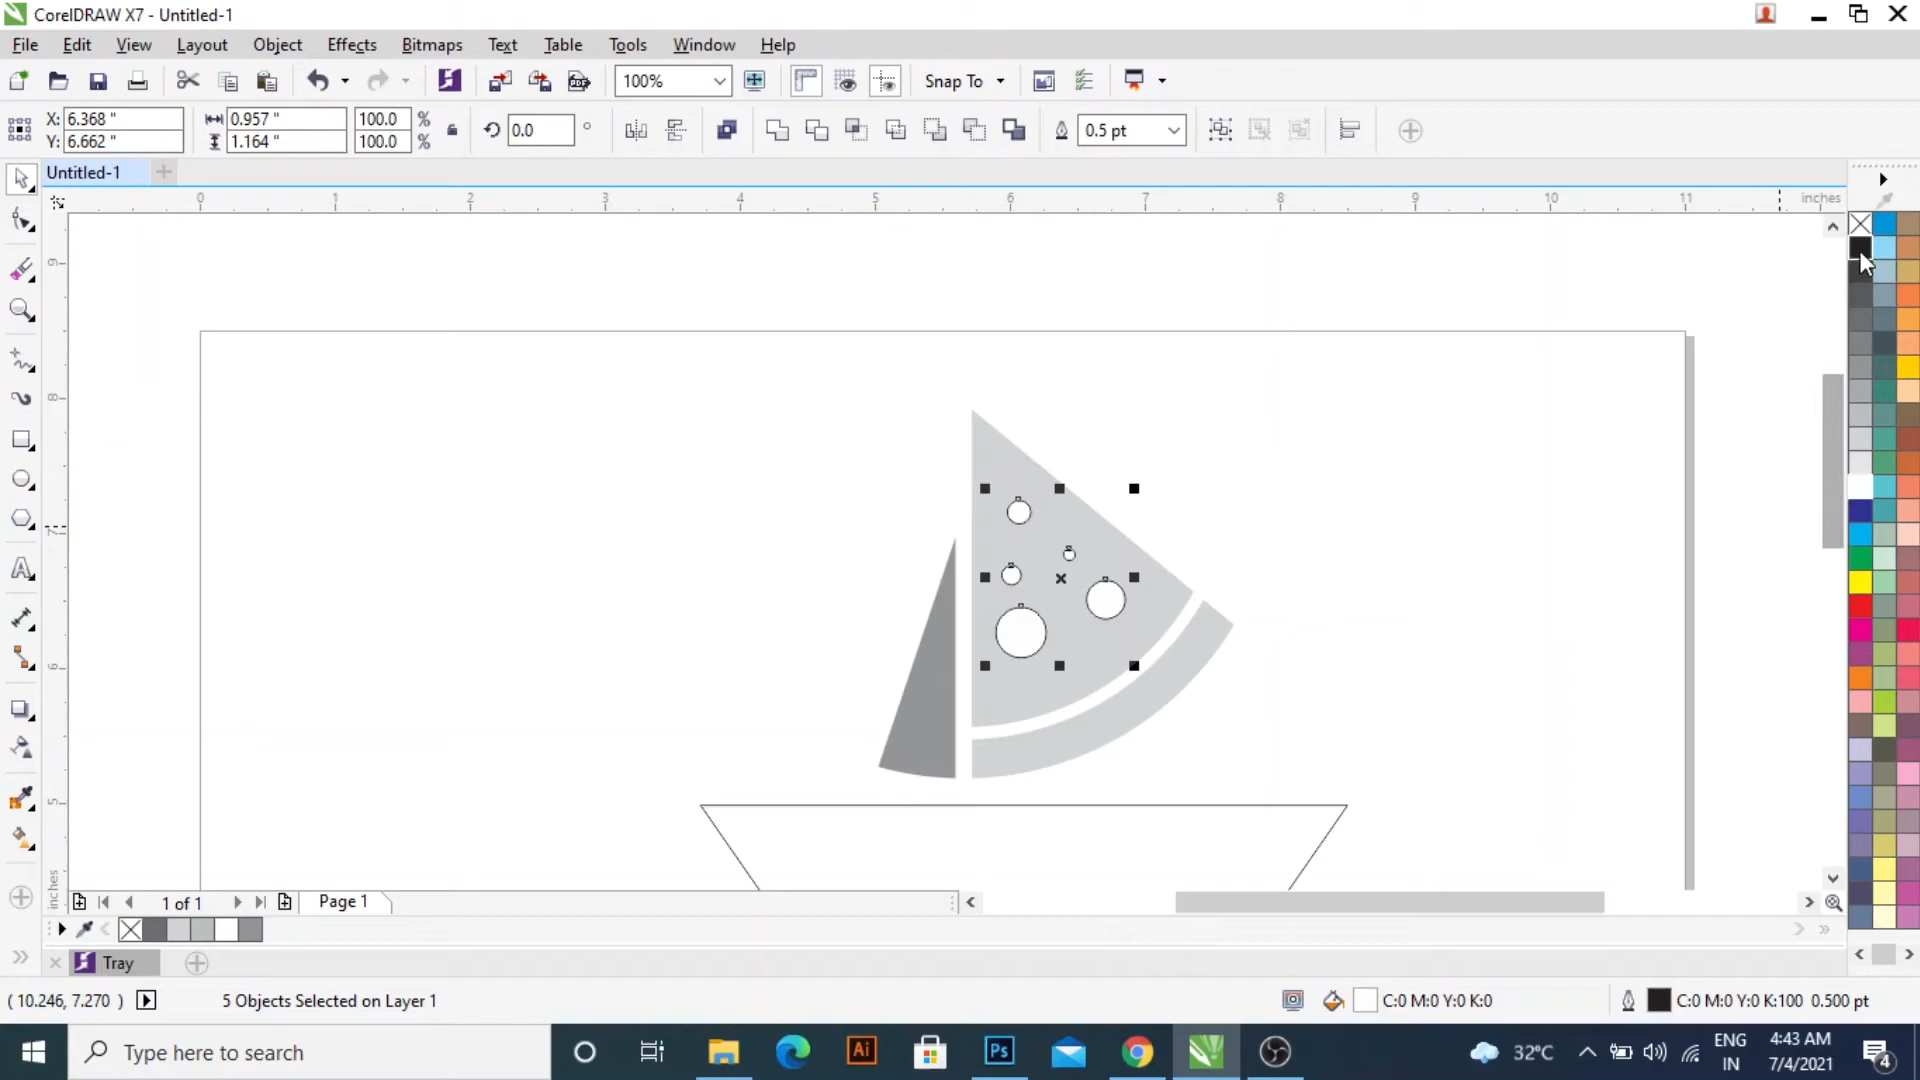 CorelDRAW X7 - Untitled-1
File Edit View Layout Object Effects Bitmaps Text Table Tools Window Help
100% Snap To
X: 6.368 " 0.957 " 100.0 % 0.0 ° 0.5 pt
Y: 6.662 " 1.164 " 100.0 %
Untitled-1
0 1 2 3 4 5 6 7 8 9 10 11 inches
9
8
7
6
5
inches
1 of 1 Page 1
Tray
( 10.246, 7.270 ) 5 Objects Selected on Layer 1 C:0 M:0 Y:0 K:0 C:0 M:0 Y:0 K:100 0.500 pt
Type here to search Ai Ps 32°C ENG 4:43 AM
IN 7/4/2021 4